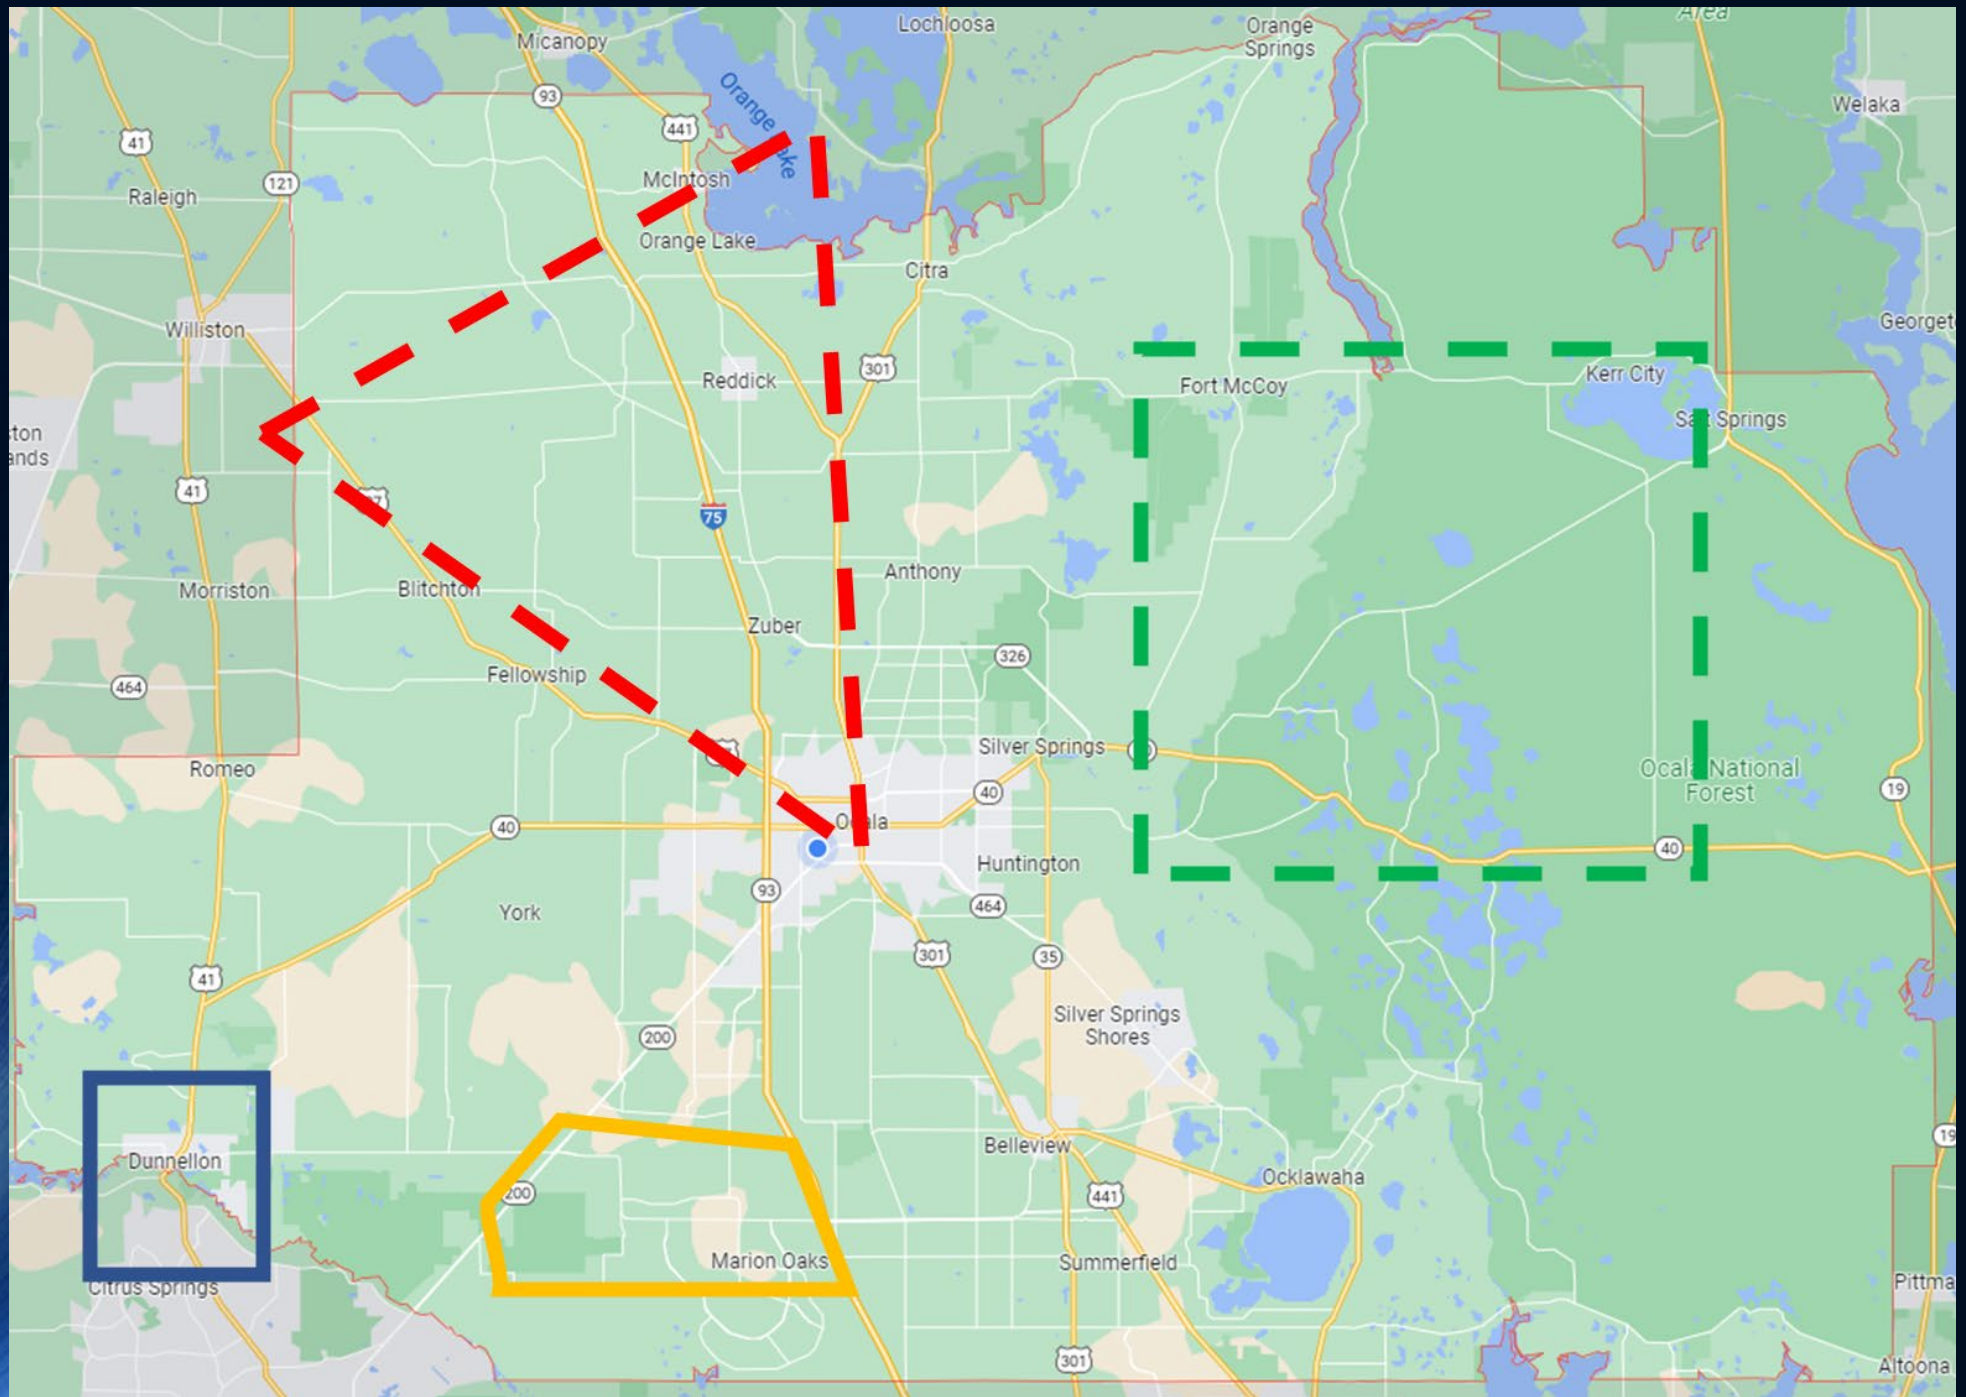 Area
Lochloosa
Orange
Springs
Micanopy
93
Orange
441
Welaka
41
McIntosh
121
Raleigh
Orange Lake
Citra
Williston
Georget
301
Reddick
Kerr City
Fort McCoy
Springs
41
75
Anthony
Morriston
Blitchton
Zuber
326
Fellowship
464
Silver Springs
Romeo
Ocala National
Forest
19
40
40
Ocala
40
Huntington
93
464
York
301
35
41
Silver Springs
Shores
200
19
Belleview
Dunnellon
Ocklawaha
200
441
Marion Oaks
Summerfield
Citrus Springs
Pittma
301
Altoona